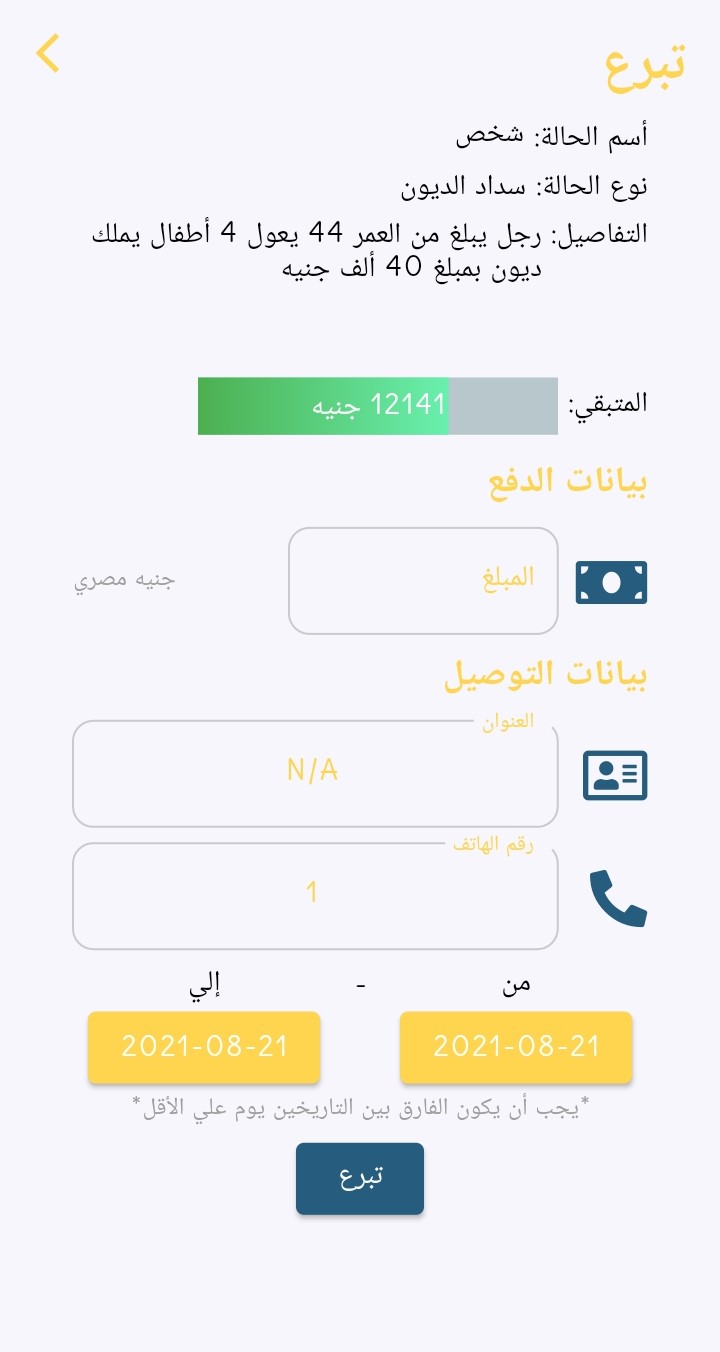 تبرع
أسم الحالة: شخص
نوع الحالة: سداد الديون
التفاصيل: رجل يبلغ من العمر 44 يعول 4 أطفال يملك
ديون بمبلغ 40 ألف جنيه
المتبقي: 12141 جنيه
بيانات الدفع
المبلغ جنيه مصري
بيانات التوصيل
العنوان
N/A
رقم الهاتف
1
من - إلي
2021-08-21 2021-08-21
*يجب أن يكون الفارق بين التاريخين يوم علي الأقل*
تبرع